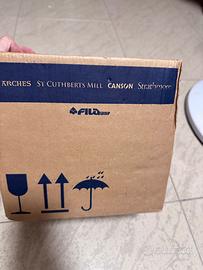 ARCHES ST CUTHBERTS MILL CANSON Strathmore
FILA